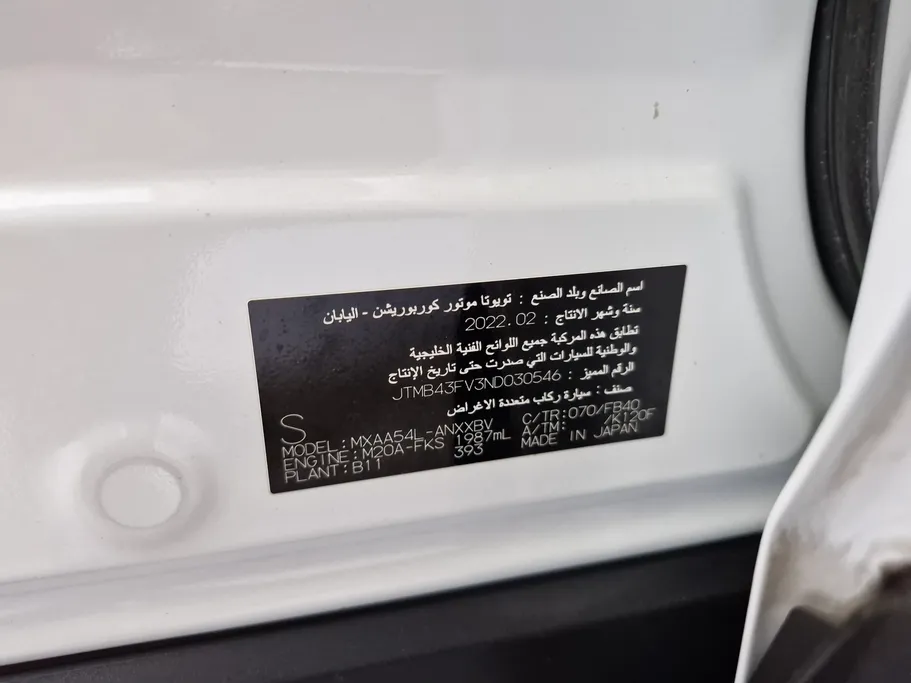 اسم الصانع وبلد الصنع : تويوتا موتور كوربوريشن - اليابان
سنة وشهر الانتاج : 2022.02
تطابق هذه المركبة جميع اللوائح الفنية الخليجية
والوطنية للسيارات التي صدرت حتى تاريخ الإنتاج
الرقم المميز : JTMB43FV3ND030546
صنف : سيارة ركاب متعددة الاغراض
S
MODEL:MXAA54L-ANXXBV C/TR:070/FB40
ENGINE:M20A-FKS 1987mL A/TM: /K120F
PLANT:B11 393 MADE IN JAPAN